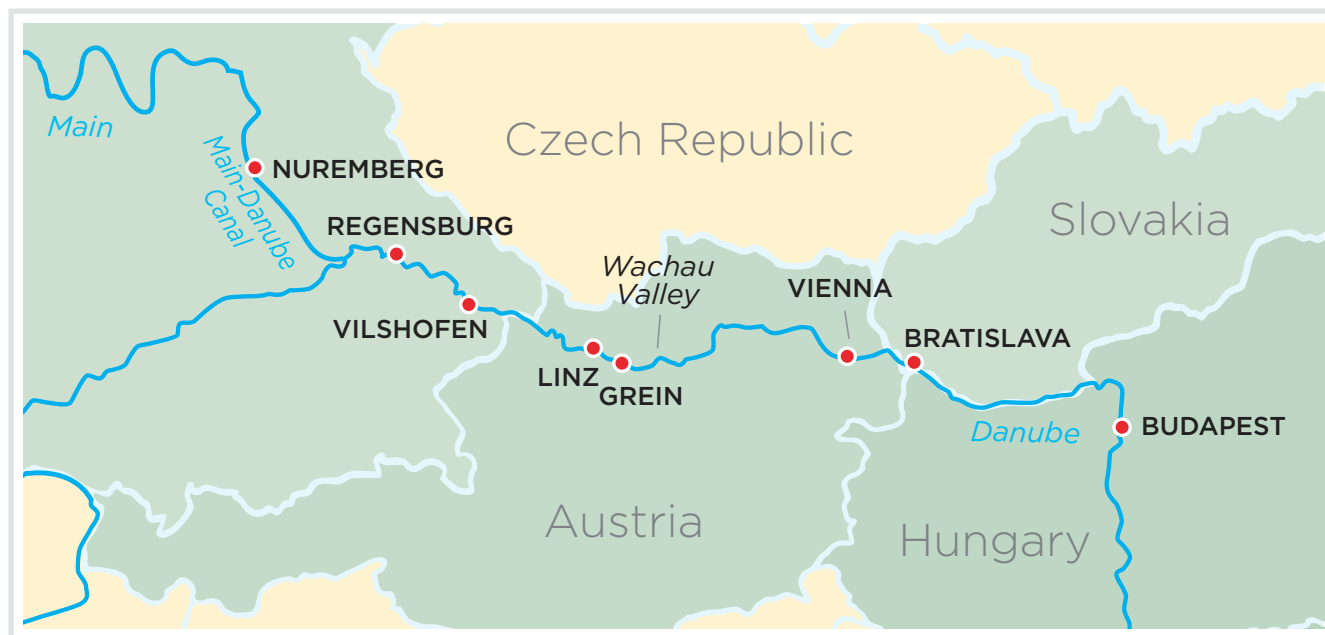 Main
Main-Danube
Canal
NUREMBERG
REGENSBURG
VILSHOFEN
Czech Republic
Slovakia
Wachau
Valley
VIENNA
BRATISLAVA
LINZ
GREIN
Danube
BUDAPEST
Austria
Hungary